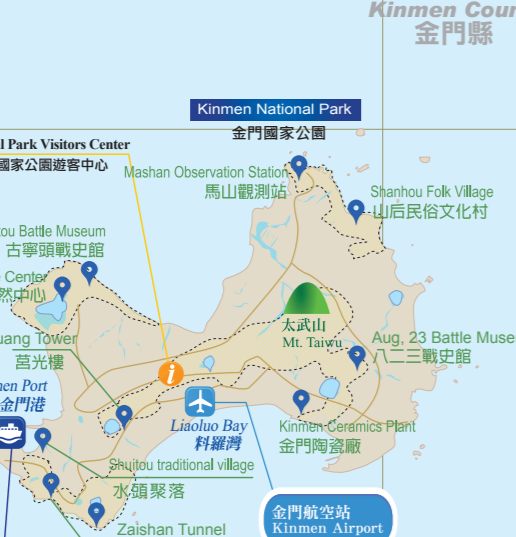 Kinmen Coun
金門縣
Kinmen National Park
金門國家公園
l Park Visitors Center
國家公園遊客中心
Mashan Observation Station
馬山觀測站
Shanhou Folk Village
山后民俗文化村
ou Battle Museum
古寧頭戰史館
Center
然中心
太武山
Mt. Taiwu
uang Tower
莒光樓
Aug, 23 Battle Muse
八二三戰史館
en Port
金門港
Liaoluo Bay
料羅灣
Kinmen Ceramics Plant
金門陶瓷廠
Shuitou traditional village
水頭聚落
金門航空站
Kinmen Airport
Zaishan Tunnel